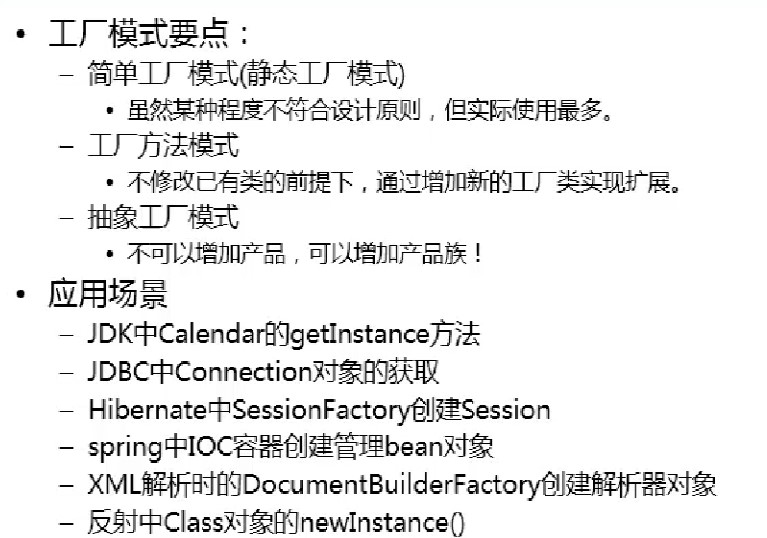 • 工厂模式要点：
– 简单工厂模式(静态工厂模式)
• 虽然某种程度不符合设计原则，但实际使用最多。
– 工厂方法模式
• 不修改已有类的前提下，通过增加新的工厂类实现扩展。
– 抽象工厂模式
• 不可以增加产品，可以增加产品族！
• 应用场景
– JDK中Calendar的getInstance方法
– JDBC中Connection对象的获取
– Hibernate中SessionFactory创建Session
– spring中IOC容器创建管理bean对象
– XML解析时的DocumentBuilderFactory创建解析器对象
– 反射中Class对象的newInstance()